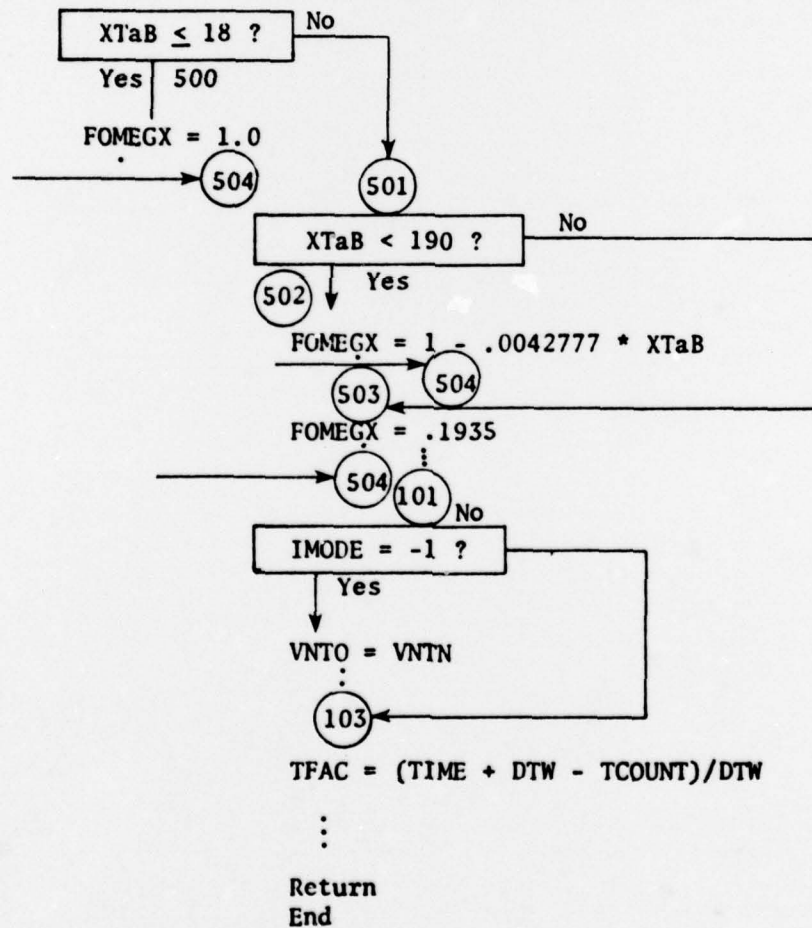 XTaB ≤ 18 ?
No
Yes 500
FOMEGX = 1.0
504
501
XTaB < 190 ?
No
502
Yes
FOMEGX = 1 - .0042777 * XTaB
504
503
FOMEGX = .1935
504
101
No
IMODE = -1 ?
Yes
VNTO = VNTN
103
TFAC = (TIME + DTW - TCOUNT)/DTW
Return
End